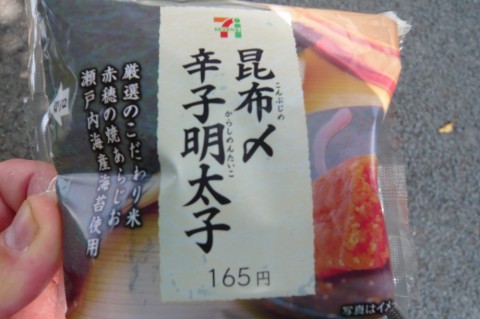 厳選のこだわり米
赤穂の焼あらじお
瀬戸内海産海苔使用
昆布〆
こんぶじめ
辛子明太子
からしめんたいこ
165円
写真はイメ